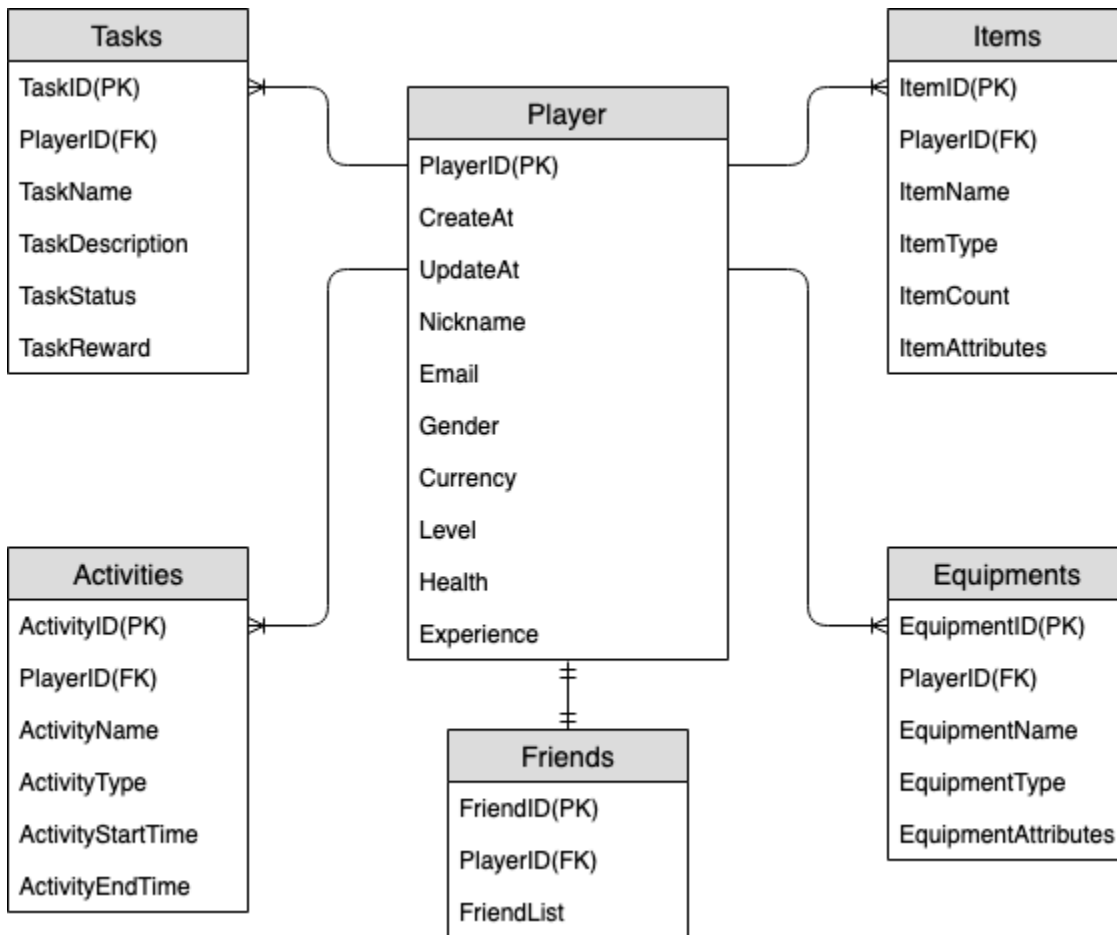 Tasks
TaskID(PK)
PlayerID(FK)
TaskName
TaskDescription
TaskStatus
TaskReward
Player
PlayerID(PK)
CreateAt
UpdateAt
Nickname
Email
Gender
Currency
Level
Health
Experience
Items
ItemID(PK)
PlayerID(FK)
ItemName
ItemType
ItemCount
ItemAttributes
Activities
ActivityID(PK)
PlayerID(FK)
ActivityName
ActivityType
ActivityStartTime
ActivityEndTime
Friends
FriendID(PK)
PlayerID(FK)
FriendList
Equipments
EquipmentID(PK)
PlayerID(FK)
EquipmentName
EquipmentType
EquipmentAttributes